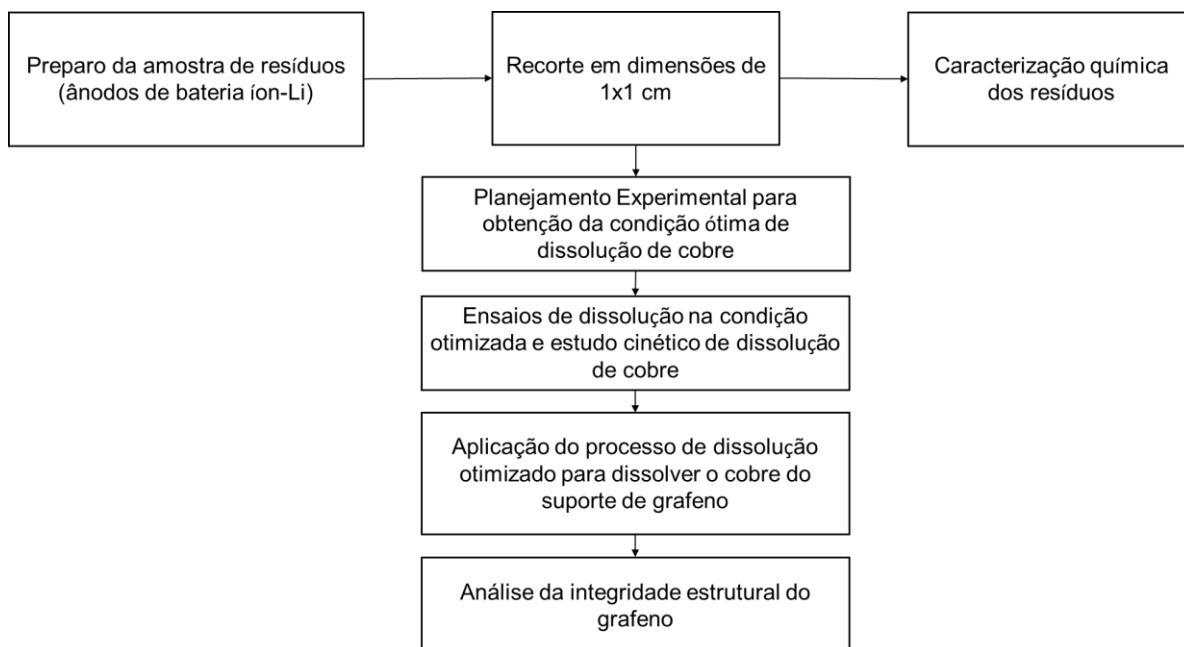 Preparo da amostra de resíduos
(ânodos de bateria íon-Li)
Recorte em dimensões de
1x1 cm
Caracterização química
dos resíduos
Planejamento Experimental para
obtenção da condição ótima de
dissolução de cobre
Ensaios de dissolução na condição
otimizada e estudo cinético de dissolução
de cobre
Aplicação do processo de dissolução
otimizado para dissolver o cobre do
suporte de grafeno
Análise da integridade estrutural do
grafeno